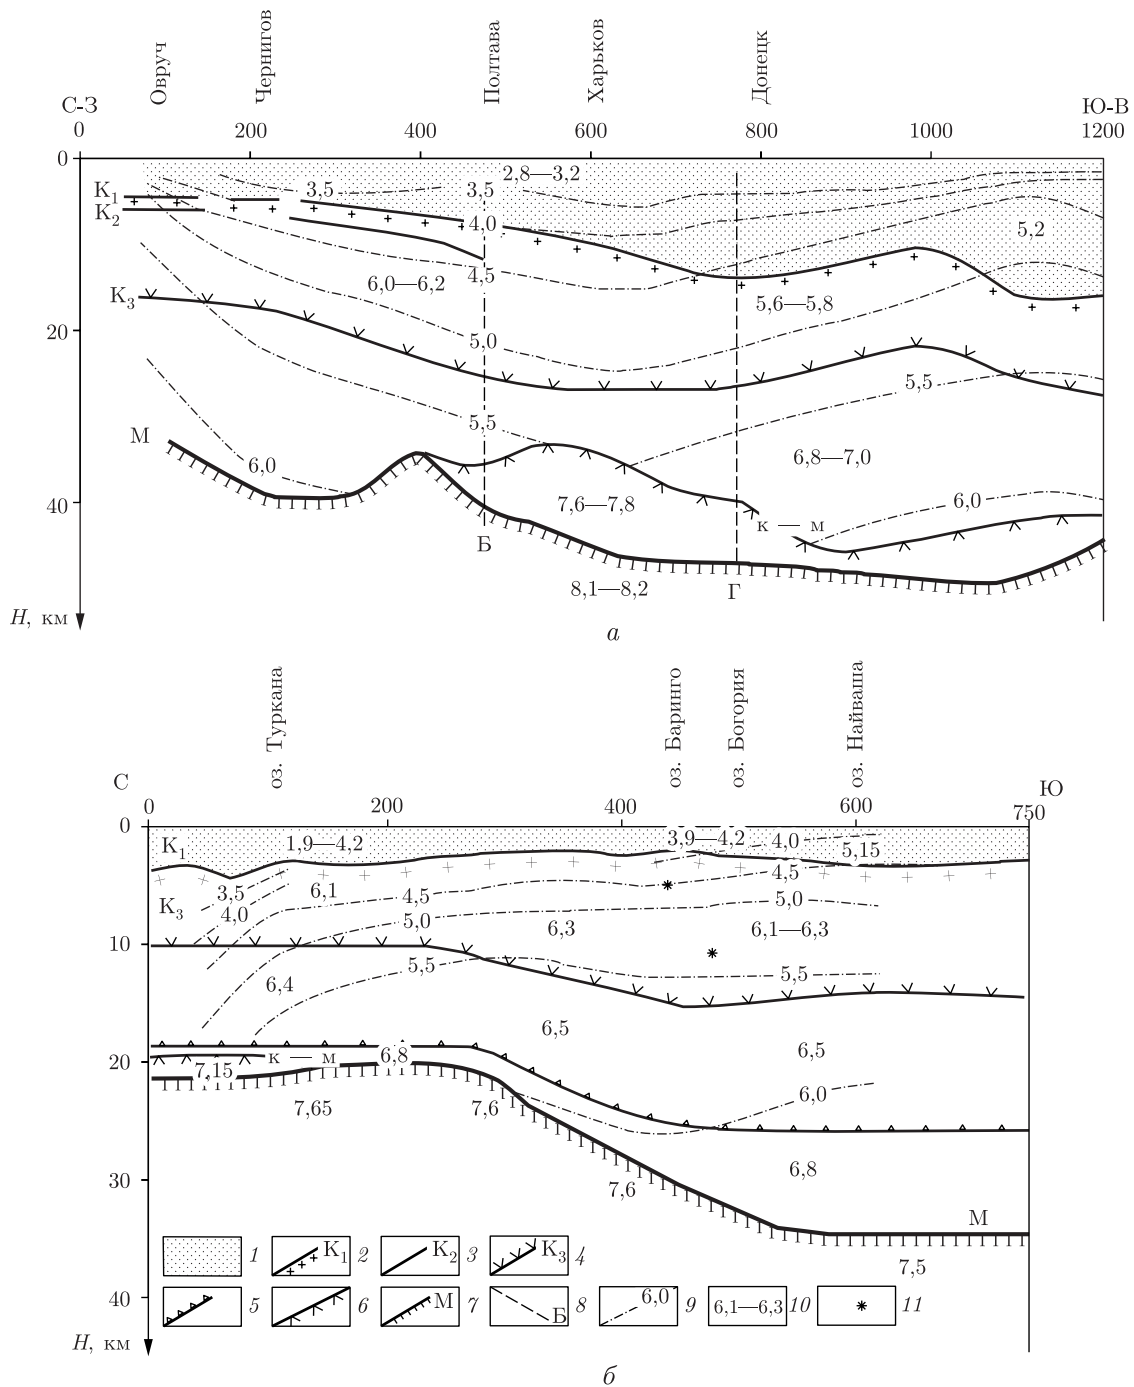 Овруч Чернигов Полтава Харьков Донецк
С-З Ю-В
0 200 400 600 800 1000 1200
0
2,8—3,2
K1 3,5 3,5
K2 4,0 5,2
4,5
6,0—6,2
K3 5,6—5,8
20
5,0
5,5
5,5
М
6,0 6,8—7,0
40 7,6—7,8 6,0
к — м
Б
8,1—8,2 Г
H, км
а
оз. Туркана оз. Баринго оз. Богория оз. Найваша
С Ю
0 200 400 600 750
0
K1 1,9—4,2 3,9—4,2 4,0 5,15
3,5 6,1 4,5 4,5
K3 4,0 5,0 5,0
6,3 6,1—6,3
10
5,5 5,5
6,4
6,5 6,5
к — м 6,8
20 7,15
7,65 7,6 6,0
6,8
30 7,6
М
7,5
1 K1 2 K2 3 K3 4
5 6 М 7 Б 8 6,0 9 6,1—6,3 10 11
40
H, км
б